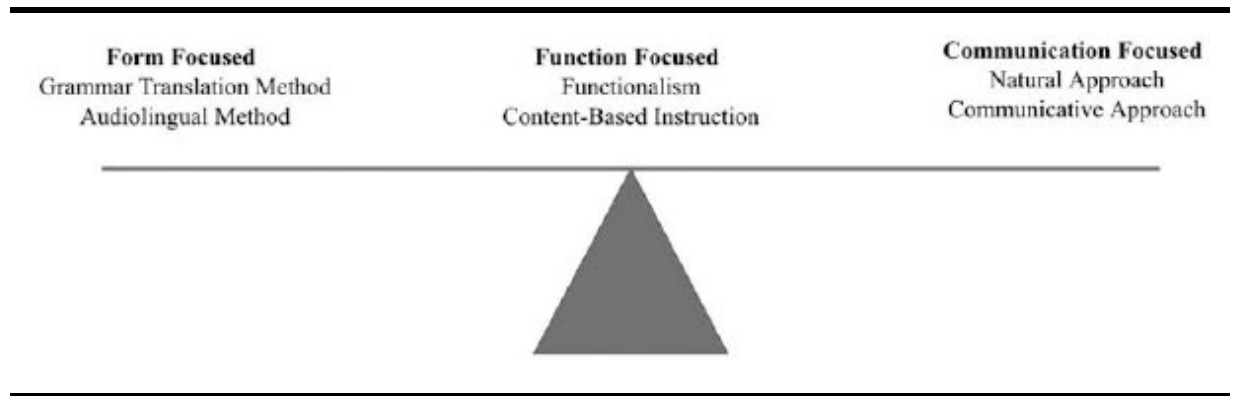 Form Focused
Grammar Translation Method
Audiolingual Method
Function Focused
Functionalism
Content-Based Instruction
Communication Focused
Natural Approach
Communicative Approach